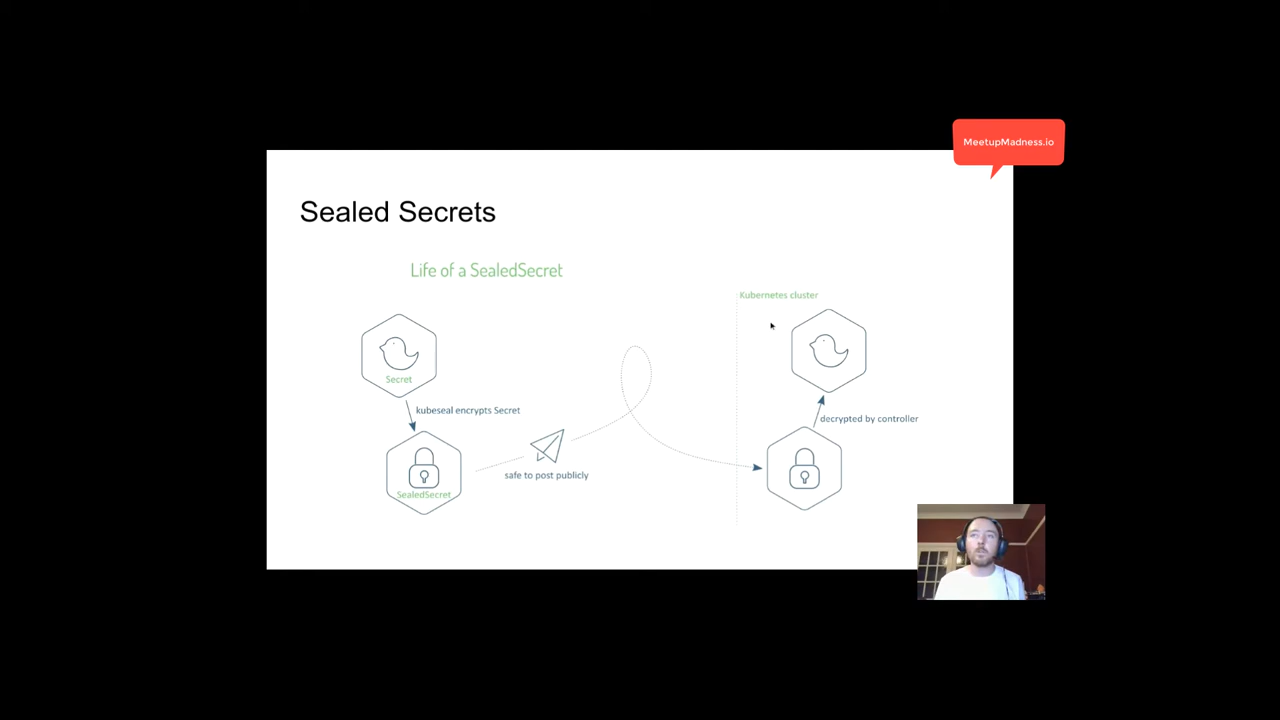 MeetupMadness.io
Sealed Secrets
Life of a SealedSecret
Kubernetes cluster
Secret
kubeseal encrypts Secret
decrypted by controller
safe to post publicly
SealedSecret